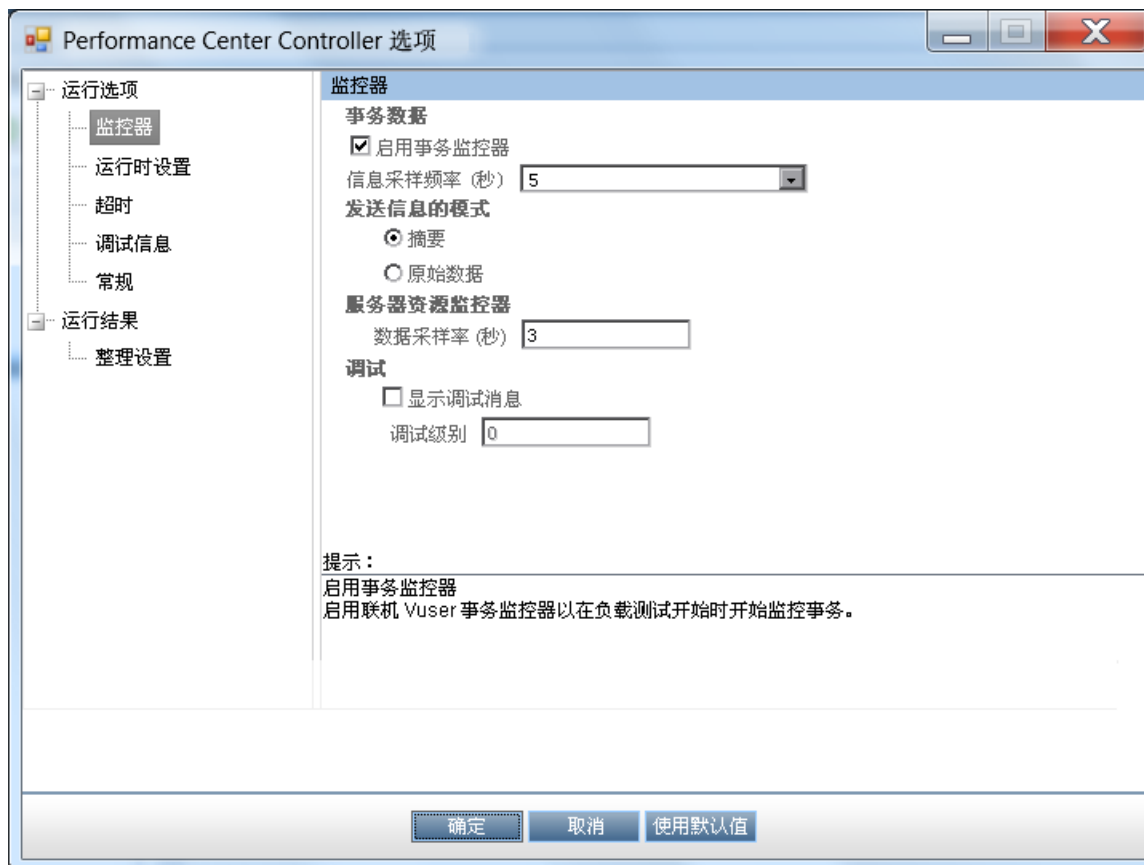 Performance Center Controller 选项
运行选项
监控器
运行时设置
超时
调试信息
常规
运行结果
整理设置
监控器
事务数据
启用事务监控器
信息采样频率 (秒) 5
发送信息的模式
摘要
原始数据
服务器资源监控器
数据采样率 (秒) 3
调试
显示调试消息
调试级别 0
提示：
启用事务监控器
启用联机 Vuser 事务监控器以在负载测试开始时开始监控事务。
确定 取消 使用默认值